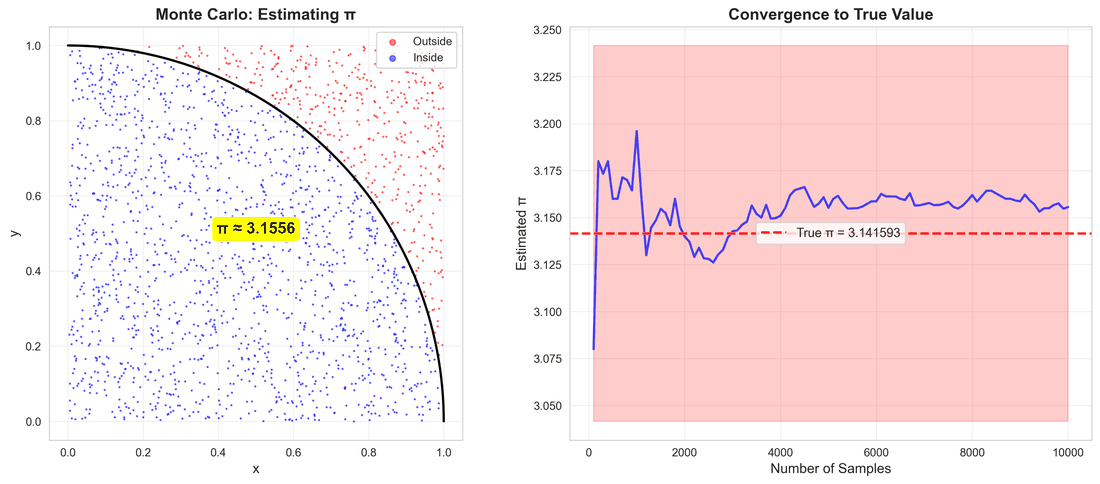 Monte Carlo: Estimating π
Outside
Inside
π ≈ 3.1556
1.0
0.8
0.6
0.4
0.2
0.0
y
0.0 0.2 0.4 0.6 0.8 1.0
x
Convergence to True Value
3.250
3.225
3.200
3.175
3.150
3.125
3.100
3.075
3.050
Estimated π
True π = 3.141593
0 2000 4000 6000 8000 10000
Number of Samples